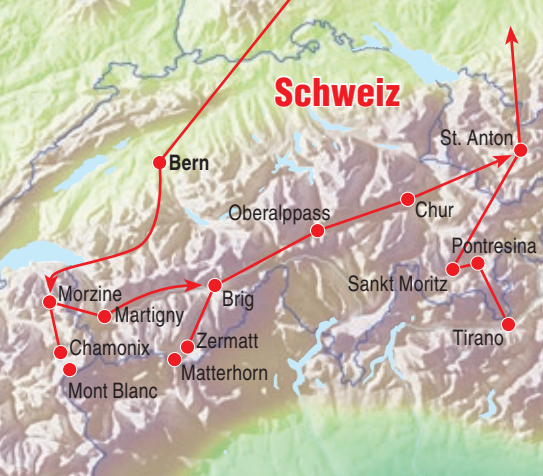 Schweiz
St. Anton
Bern
Oberalppass
Chur
Pontresina
Sankt Moritz
Morzine
Brig
Martigny
Tirano
Zermatt
Chamonix
Matterhorn
Mont Blanc